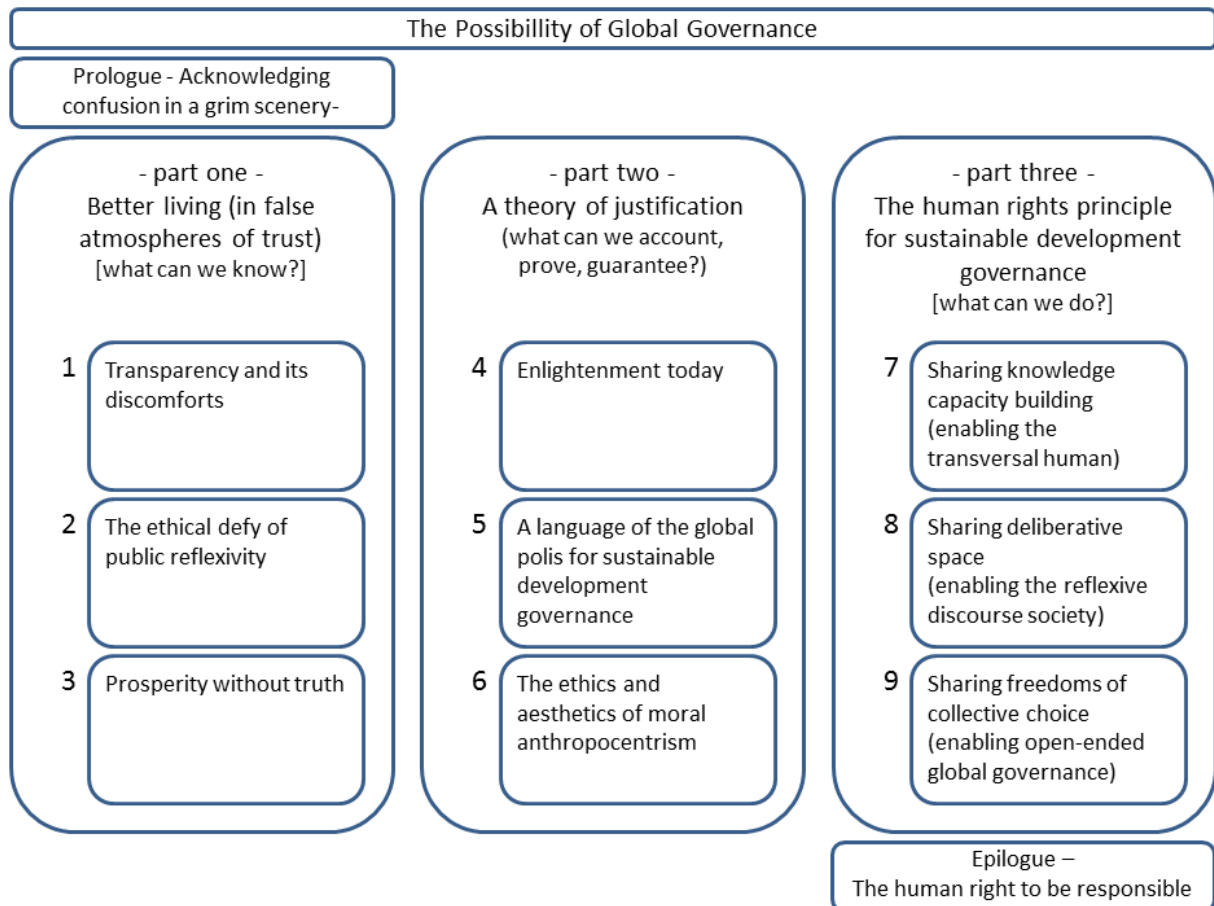 The Possibillity of Global Governance
Prologue - Acknowledging
confusion in a grim scenery-
- part one -
Better living (in false
atmospheres of trust)
[what can we know?]
1
Transparency and its
discomforts
2
The ethical defy of
public reflexivity
3
Prosperity without truth
- part two -
A theory of justification
(what can we account,
prove, guarantee?)
4
Enlightenment today
5
A language of the global
polis for sustainable
development
governance
6
The ethics and
aesthetics of moral
anthropocentrism
- part three -
The human rights principle
for sustainable development
governance
[what can we do?]
7
Sharing knowledge
capacity building
(enabling the
transversal human)
8
Sharing deliberative
space
(enabling the reflexive
discourse society)
9
Sharing freedoms of
collective choice
(enabling open-ended
global governance)
Epilogue –
The human right to be responsible